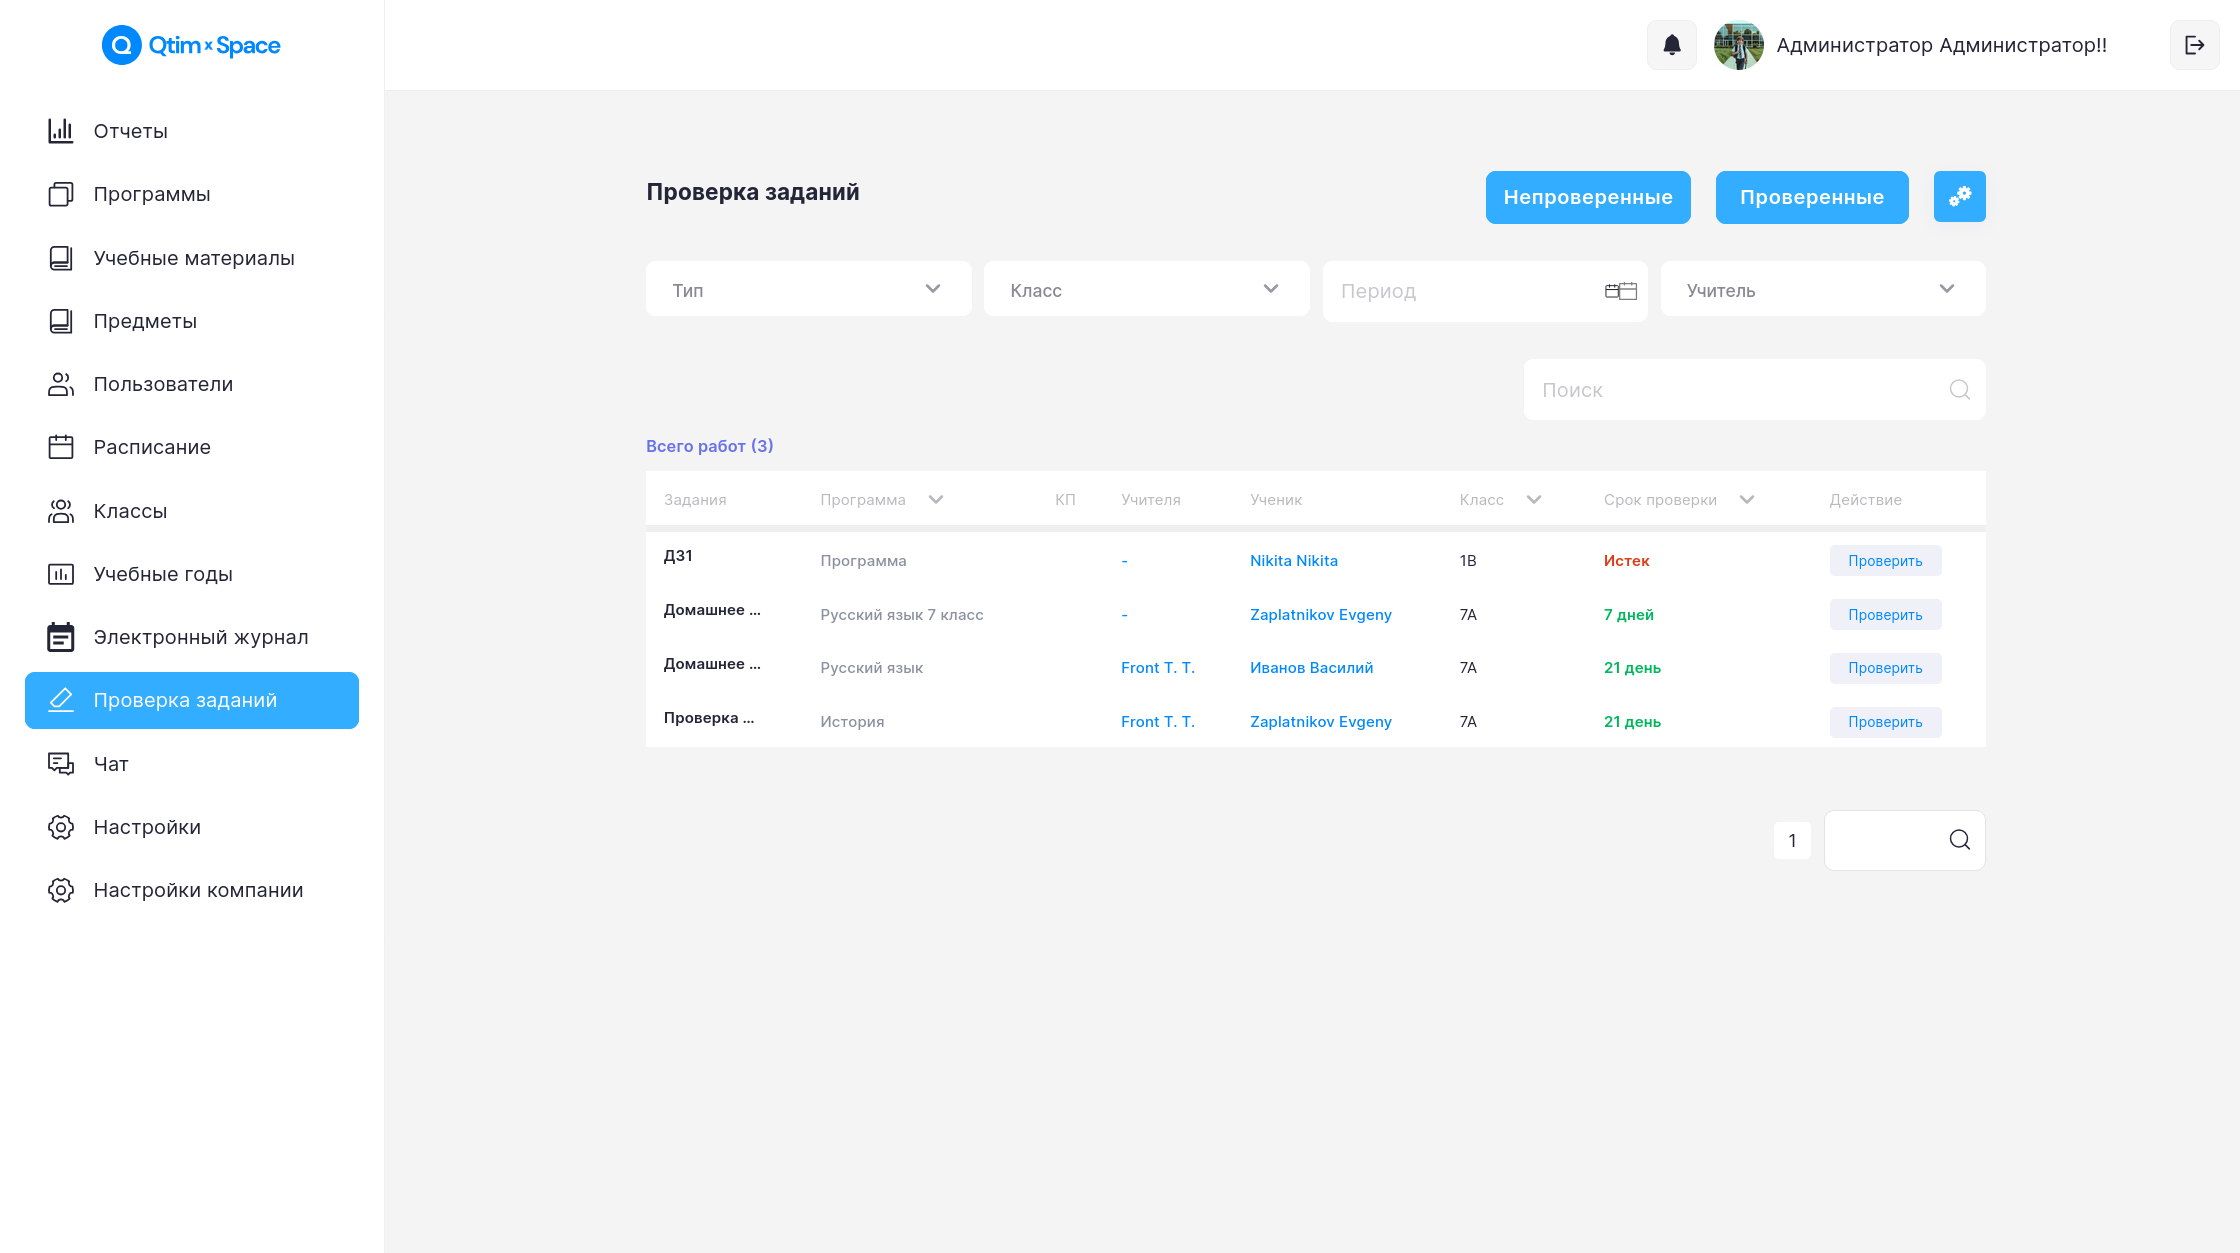 Qtim x Space
Администратор Администратор!!
Отчеты
Программы
Учебные материалы
Предметы
Пользователи
Расписание
Классы
Учебные годы
Электронный журнал
Проверка заданий
Чат
Настройки
Настройки компании
Проверка заданий
Непроверенные
Проверенные
Тип
Класс
Период
Учитель
Поиск
Всего работ (3)
Задания Программа КП Учителя Ученик Класс Срок проверки Действие
ДЗ1 Программа - Nikita Nikita 1В Истек Проверить
Домашнее ... Русский язык 7 класс - Zaplatnikov Evgeny 7А 7 дней Проверить
Домашнее ... Русский язык Front T. T. Иванов Василий 7А 21 день Проверить
Проверка ... История Front T. T. Zaplatnikov Evgeny 7А 21 день Проверить
1